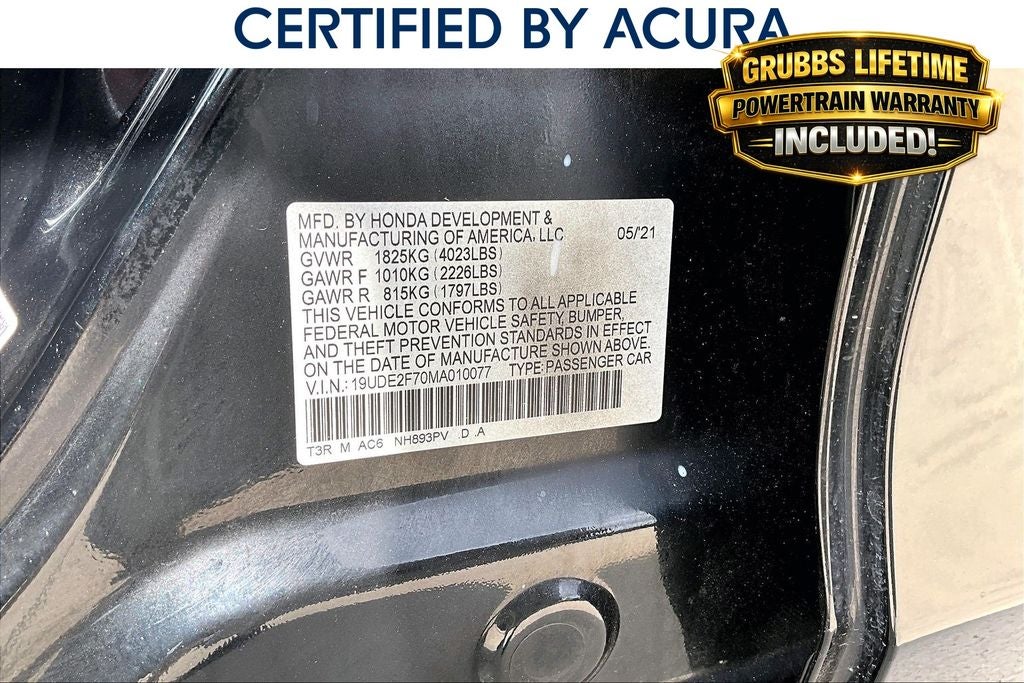 CERTIFIED BY ACURA
GRUBBS LIFETIME
POWERTRAIN WARRANTY
INCLUDED!
MFD. BY HONDA DEVELOPMENT &
MANUFACTURING OF AMERICA, LLC 05/'21
GVWR 1825KG (4023LBS)
GAWR F 1010KG (2226LBS)
GAWR R 815KG (1797LBS)
THIS VEHICLE CONFORMS TO ALL APPLICABLE
FEDERAL MOTOR VEHICLE SAFETY, BUMPER,
AND THEFT PREVENTION STANDARDS IN EFFECT
ON THE DATE OF MANUFACTURE SHOWN ABOVE.
V.I.N.: 19UDE2F70MA010077 TYPE: PASSENGER CAR
T3R M AC6 NH893PV .D .A